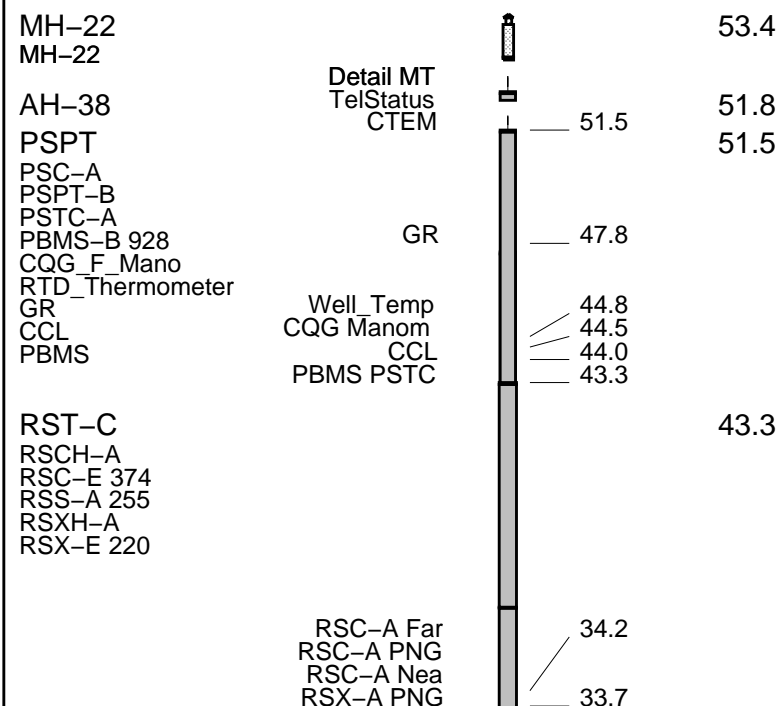 MH−22 53.4
MH−22
Detail MT
AH−38 TelStatus 51.8
CTEM 51.5
PSPT 51.5
PSC−A
PSPT−B
PSTC−A
PBMS−B 928 GR 47.8
CQG_F_Mano
RTD_Thermometer
GR Well_Temp 44.8
CCL CQG Manom 44.5
PBMS CCL 44.0
PBMS PSTC 43.3
RST−C 43.3
RSCH−A
RSC−E 374
RSS−A 255
RSXH−A
RSX−E 220
RSC−A Far 34.2
RSC−A PNG
RSC−A Nea
RSX−A PNG 33.7